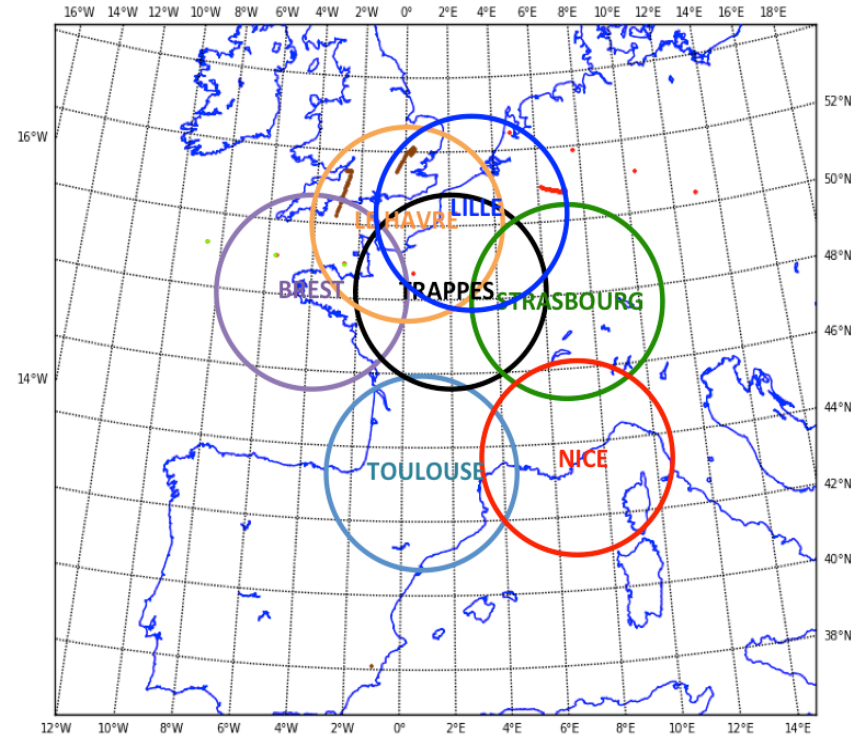 16°W 14°W 12°W 10°W 8°W 6°W 4°W 2°W 0° 2°E 4°E 6°E 8°E 10°E 12°E 14°E 16°E 18°E
52°N
16°W
50°N
LILLE
LE HAVRE
48°N
BREST
TRAPPES
STRASBOURG
46°N
14°W
44°N
NICE
TOULOUSE
42°N
40°N
38°N
12°W 10°W 8°W 6°W 4°W 2°W 0° 2°E 4°E 6°E 8°E 10°E 12°E 14°E